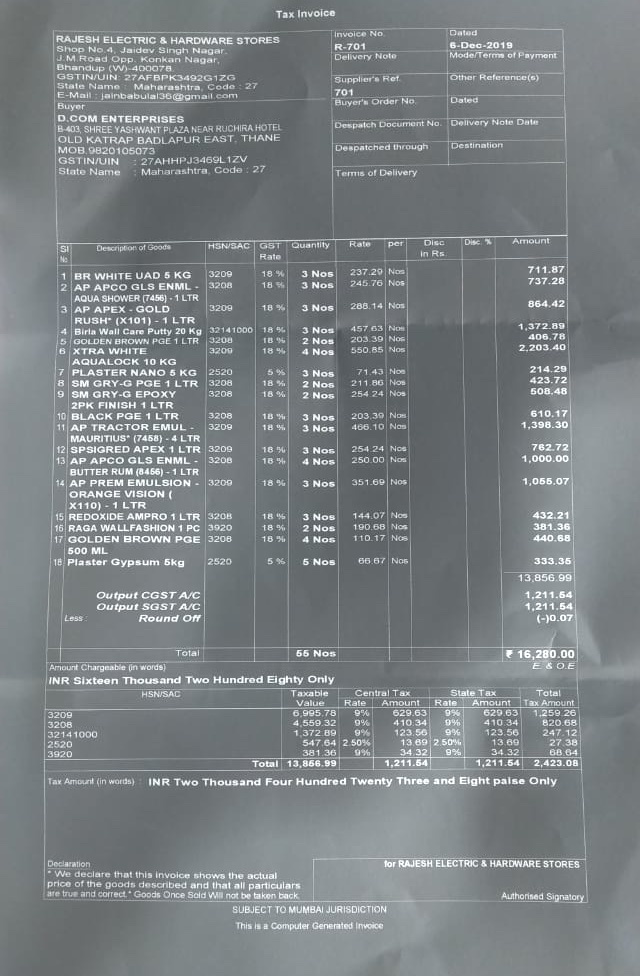 Tax Invoice
RAJESH ELECTRIC & HARDWARE STORES
Shop No.4, Jaidev Singh Nagar,
J.M.Road Opp. Konkan Nagar,
Bhandup (W)-400078.
GSTIN/UIN: 27AFBPK3492G1ZG
State Name : Maharashtra, Code : 27
E-Mail : jainbabulal36@gmail.com
Invoice No. Dated
R-701 6-Dec-2019
Delivery Note Mode/Terms of Payment
Supplier's Ref. Other Reference(s)
701
Buyer
D.COM ENTERPRISES
B-403, SHREE YASHWANT PLAZA NEAR RUCHIRA HOTEL
OLD KATRAP BADLAPUR EAST, THANE
MOB.9820105073
GSTIN/UIN : 27AHHPJ3469L1ZV
State Name : Maharashtra, Code : 27
Buyer's Order No. Dated
Despatch Document No. Delivery Note Date
Despatched through Destination
Terms of Delivery
Sl No. Description of Goods HSN/SAC GST Rate Quantity Rate per Disc in Rs. Disc. % Amount
1 BR WHITE UAD 5 KG 3209 18 % 3 Nos 237.29 Nos 711.87
2 AP APCO GLS ENML - 3208 18 % 3 Nos 245.76 Nos 737.28
AQUA SHOWER (7456) - 1 LTR
3 AP APEX - GOLD 3209 18 % 3 Nos 288.14 Nos 864.42
RUSH* (X101) - 1 LTR
4 Birla Wall Care Putty 20 Kg 32141000 18 % 3 Nos 457.63 Nos 1,372.89
5 GOLDEN BROWN PGE 1 LTR 3208 18 % 2 Nos 203.39 Nos 406.78
6 XTRA WHITE 3209 18 % 4 Nos 550.85 Nos 2,203.40
AQUALOCK 10 KG
7 PLASTER NANO 5 KG 2520 5 % 3 Nos 71.43 Nos 214.29
8 SM GRY-G PGE 1 LTR 3208 18 % 2 Nos 211.86 Nos 423.72
9 SM GRY-G EPOXY 3208 18 % 2 Nos 254.24 Nos 508.48
2PK FINISH 1 LTR
10 BLACK PGE 1 LTR 3208 18 % 3 Nos 203.39 Nos 610.17
11 AP TRACTOR EMUL - 3209 18 % 3 Nos 466.10 Nos 1,398.30
MAURITIUS* (7458) - 4 LTR
12 SPSIGRED APEX 1 LTR 3209 18 % 3 Nos 254.24 Nos 762.72
13 AP APCO GLS ENML - 3208 18 % 4 Nos 250.00 Nos 1,000.00
BUTTER RUM (8456) - 1 LTR
14 AP PREM EMULSION - 3209 18 % 3 Nos 351.69 Nos 1,055.07
ORANGE VISION (
X110) - 1 LTR
15 REDOXIDE AMPRO 1 LTR 3208 18 % 3 Nos 144.07 Nos 432.21
16 RAGA WALLFASHION 1 PC 3920 18 % 2 Nos 190.68 Nos 381.36
17 GOLDEN BROWN PGE 3208 18 % 4 Nos 110.17 Nos 440.68
500 ML
18 Plaster Gypsum 5kg 2520 5 % 5 Nos 66.67 Nos 333.35
13,856.99
Output CGST A/C 1,211.54
Output SGST A/C 1,211.54
Less : Round Off (-)0.07
Total 55 Nos ₹ 16,280.00
Amount Chargeable (in words) E. & O.E
INR Sixteen Thousand Two Hundred Eighty Only
HSN/SAC Taxable Value Central Tax Rate Amount State Tax Rate Amount Total Tax Amount
3209 6,995.78 9% 629.63 9% 629.63 1,259.26
3208 4,559.32 9% 410.34 9% 410.34 820.68
32141000 1,372.89 9% 123.56 9% 123.56 247.12
2520 547.64 2.50% 13.69 2.50% 13.69 27.38
3920 381.36 9% 34.32 9% 34.32 68.64
Total 13,856.99 1,211.54 1,211.54 2,423.08
Tax Amount (in words) : INR Two Thousand Four Hundred Twenty Three and Eight paise Only
Declaration
* We declare that this invoice shows the actual
price of the goods described and that all particulars
are true and correct.* Goods Once Sold Will not be taken back.
for RAJESH ELECTRIC & HARDWARE STORES
Authorised Signatory
SUBJECT TO MUMBAI JURISDICTION
This is a Computer Generated Invoice